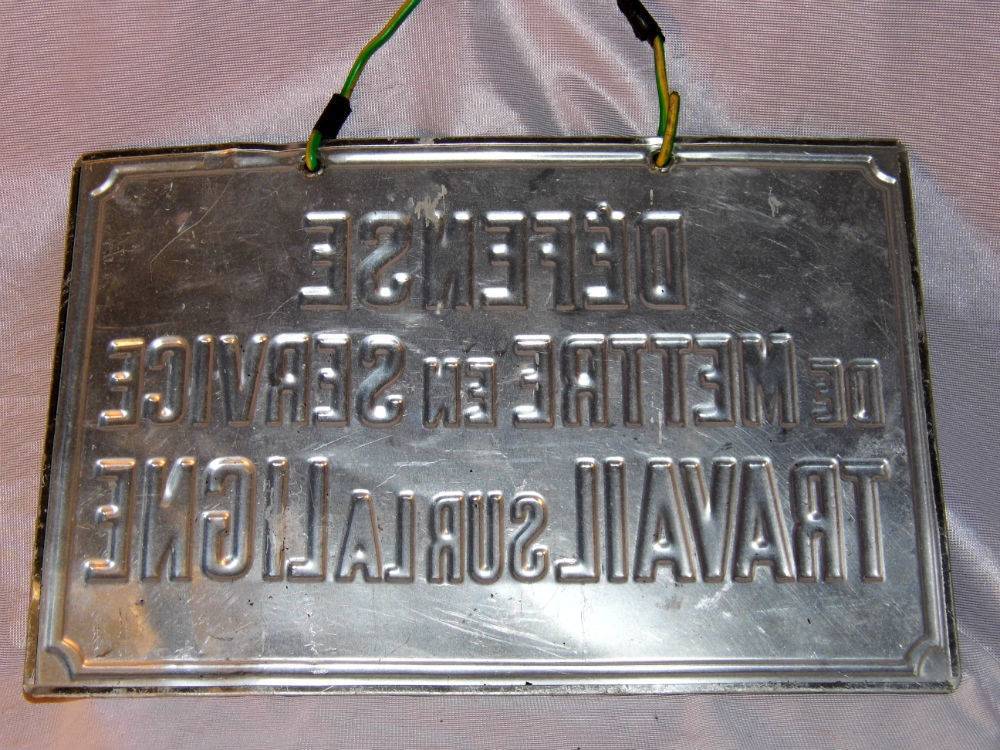 DÉFENSE
DE METTRE EN SERVICE
TRAVAIL SUR LA LIGNE